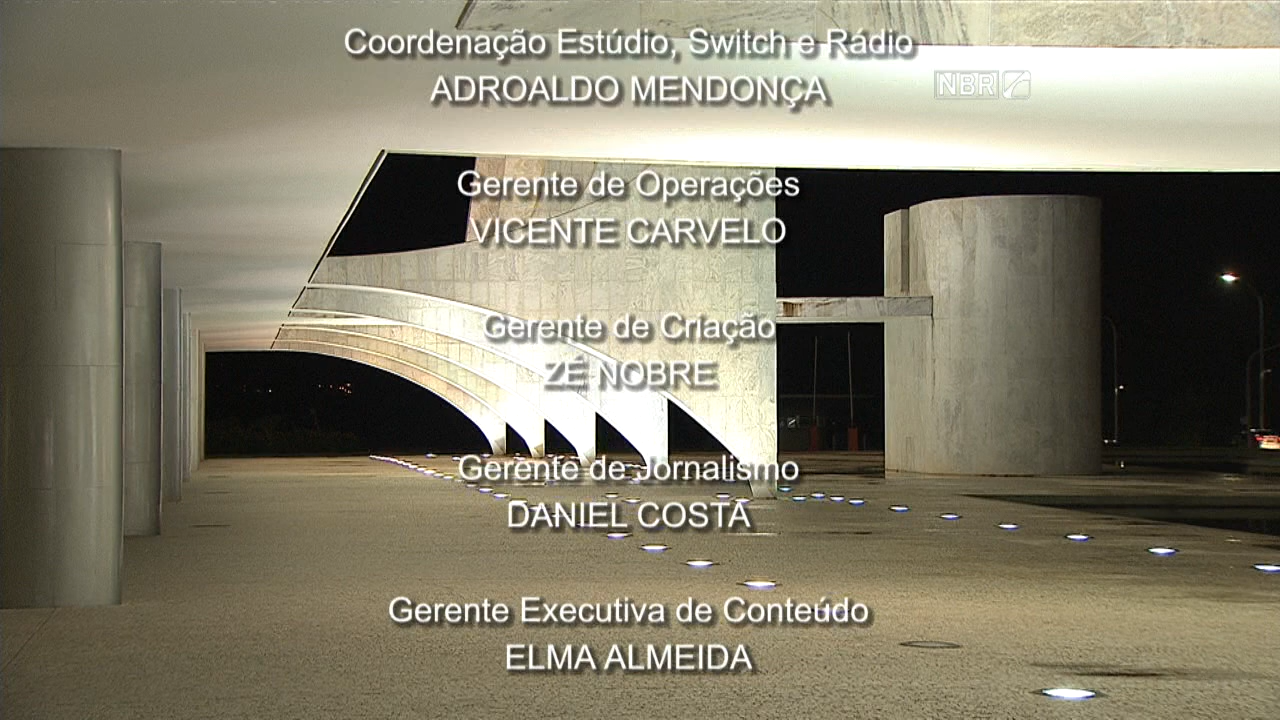 Coordenação Estúdio, Switch e Rádio
ADROALDO MENDONÇA
NBR
Gerente de Operações
VICENTE CARVELO
Gerente de Criação
ZÉ NOBRE
Gerente de Jornalismo
DANIEL COSTA
Gerente Executiva de Conteúdo
ELMA ALMEIDA